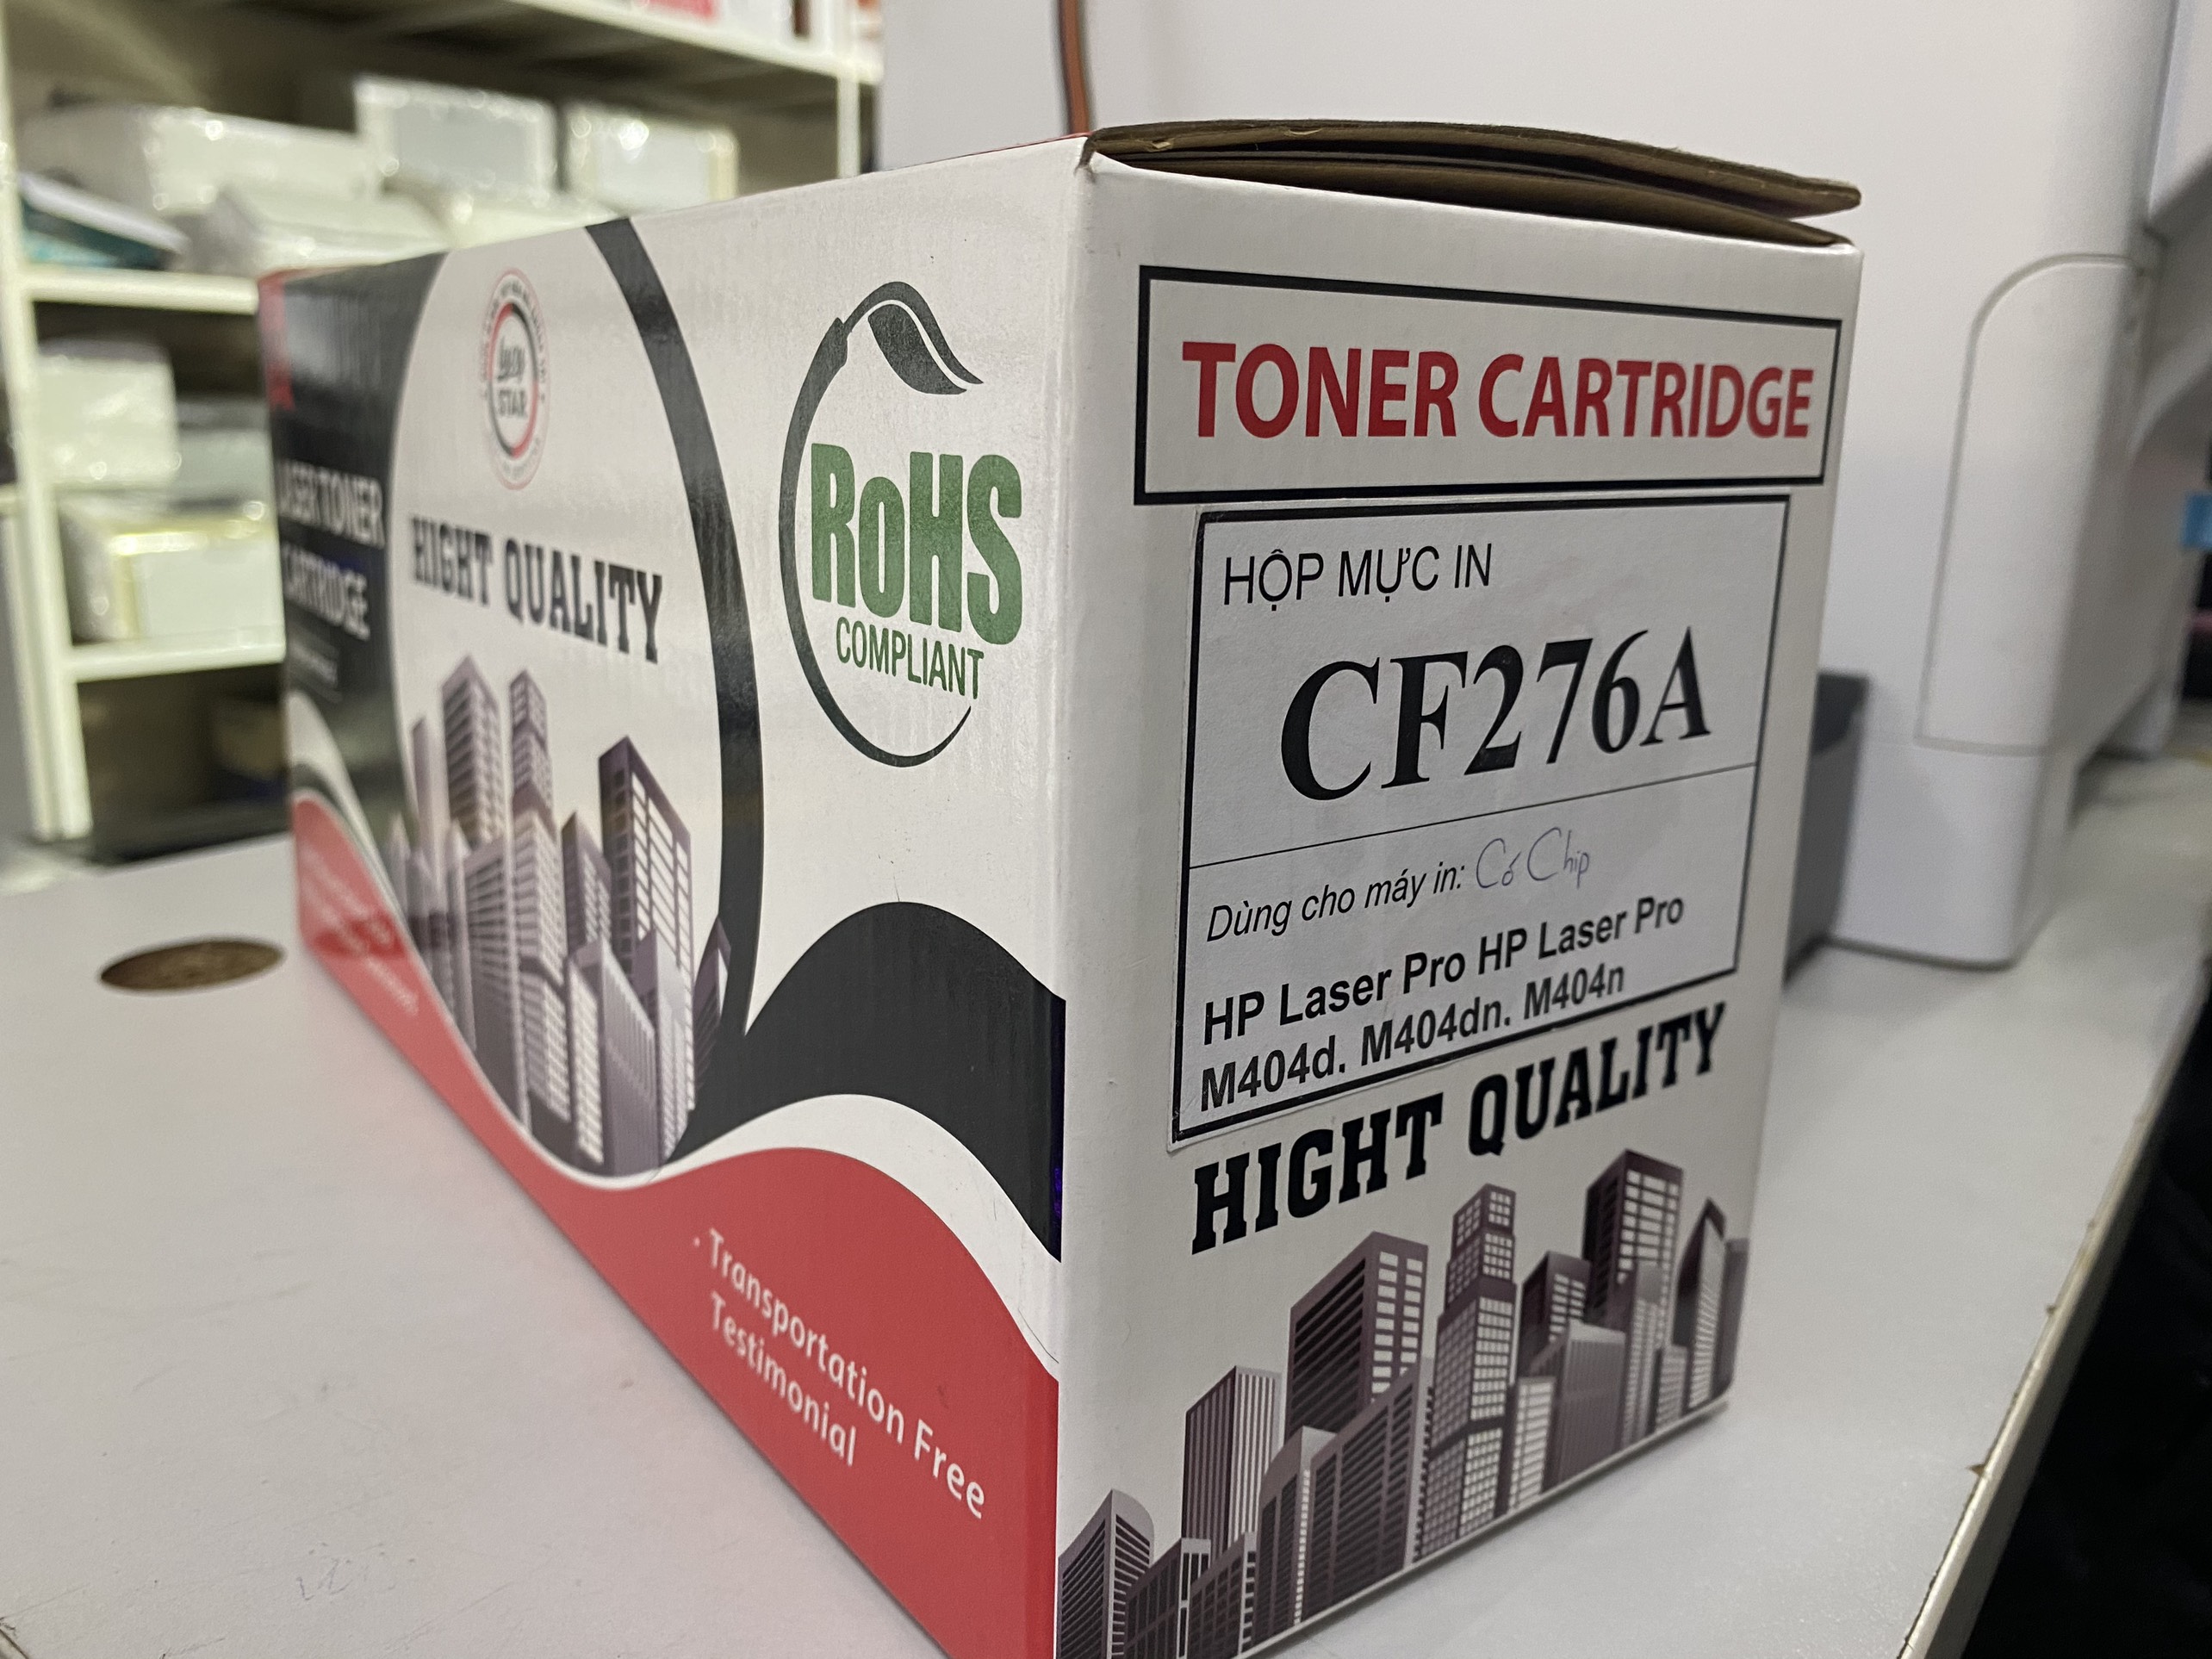 LASER TONER
CARTRIDGE
STAR
HIGHT QUALITY
RoHS
COMPLIANT
. Transportation Free
Testimonial
TONER CARTRIDGE
HỘP MỰC IN
CF276A
Dùng cho máy in: Có Chip
HP Laser Pro HP Laser Pro
M404d. M404dn. M404n
HIGHT QUALITY